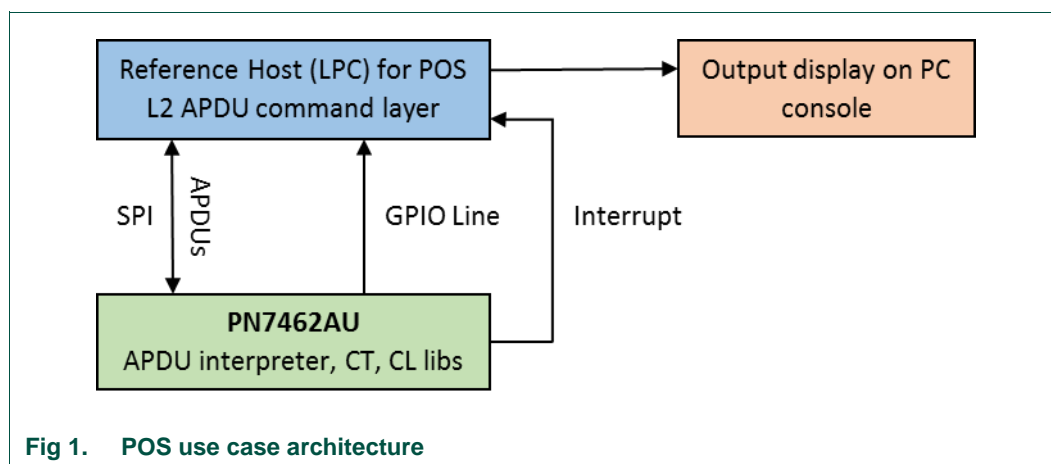 Reference Host (LPC) for POS
L2 APDU command layer
Output display on PC
console
SPI
APDUs
GPIO Line
Interrupt
PN7462AU
APDU interpreter, CT, CL libs
Fig 1. POS use case architecture